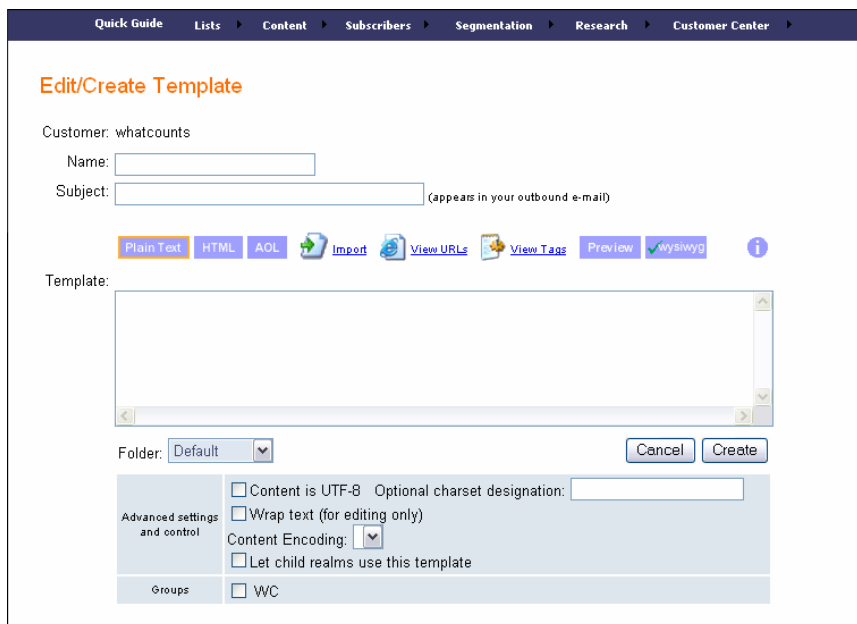 Quick Guide Lists Content Subscribers Segmentation Research Customer Center
Edit/Create Template
Customer: whatcounts
Name:
Subject: (appears in your outbound e-mail)
Plain Text HTML AOL Import View URLs View Tags Preview wysiwyg i
Template:
Folder: Default Cancel Create
Content is UTF-8 Optional charset designation:
Advanced settings and control
Wrap text (for editing only)
Content Encoding:
Let child realms use this template
Groups WC